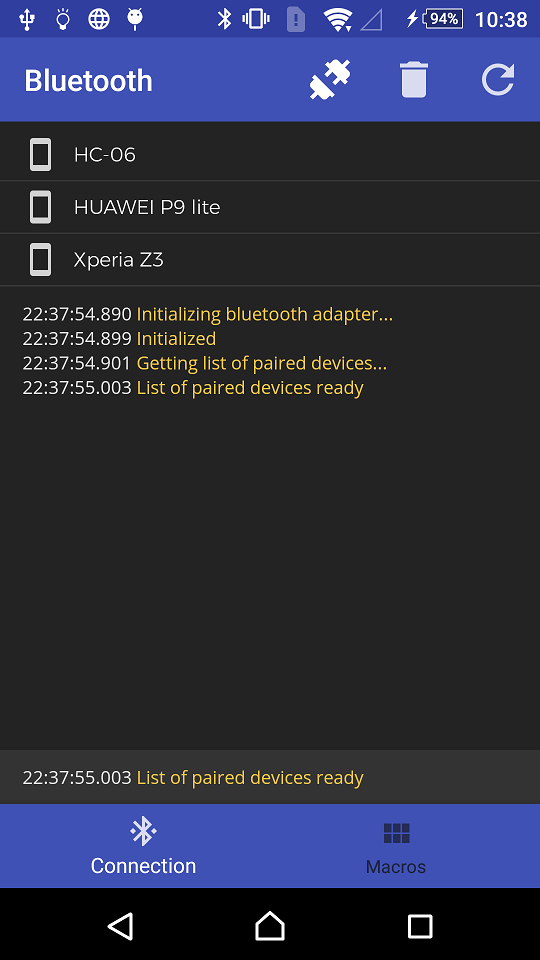 94% 10:38
Bluetooth
HC-06
HUAWEI P9 lite
Xperia Z3
22:37:54.890 Initializing bluetooth adapter...
22:37:54.899 Initialized
22:37:54.901 Getting list of paired devices...
22:37:55.003 List of paired devices ready
22:37:55.003 List of paired devices ready
Connection Macros